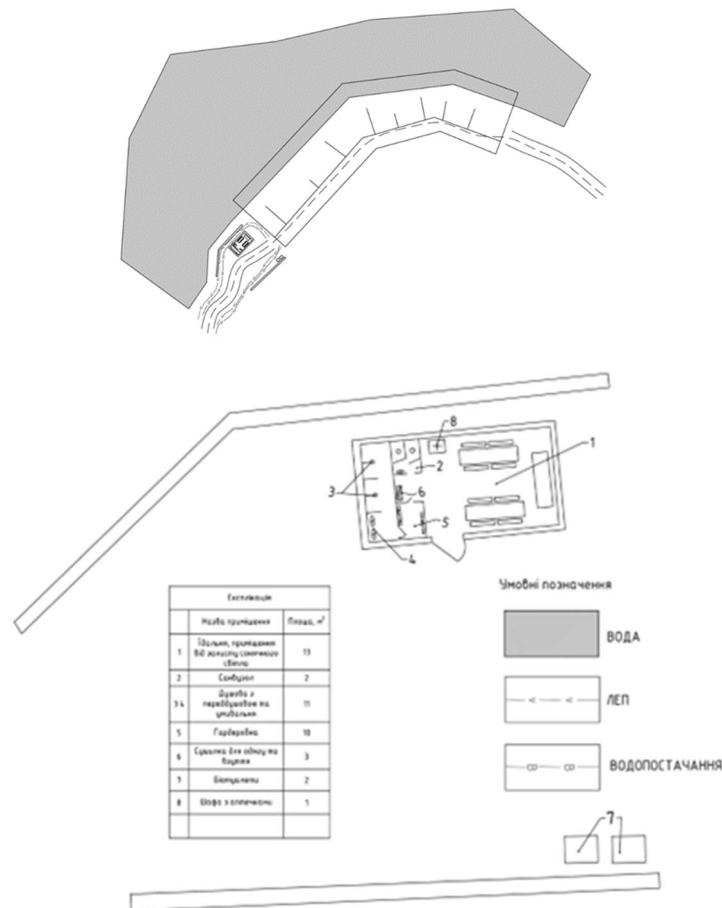 8
1
2
3
6
5
4
Експлікація
Назва приміщення
Площа, м²
1
Їдальня, приміщення
від захисту сонячного
світла
13
2
Санвузол
2
3 4
Душова з
переддушовою та
умивальня
11
5
Гардеробна
10
6
Сушилка для одягу та
взуття
3
7
Біотуалети
2
8
Шафа з аптечками
1
Умовні позначення
ВОДА
ЛЕП
ВОДОПОСТАЧАННЯ
7